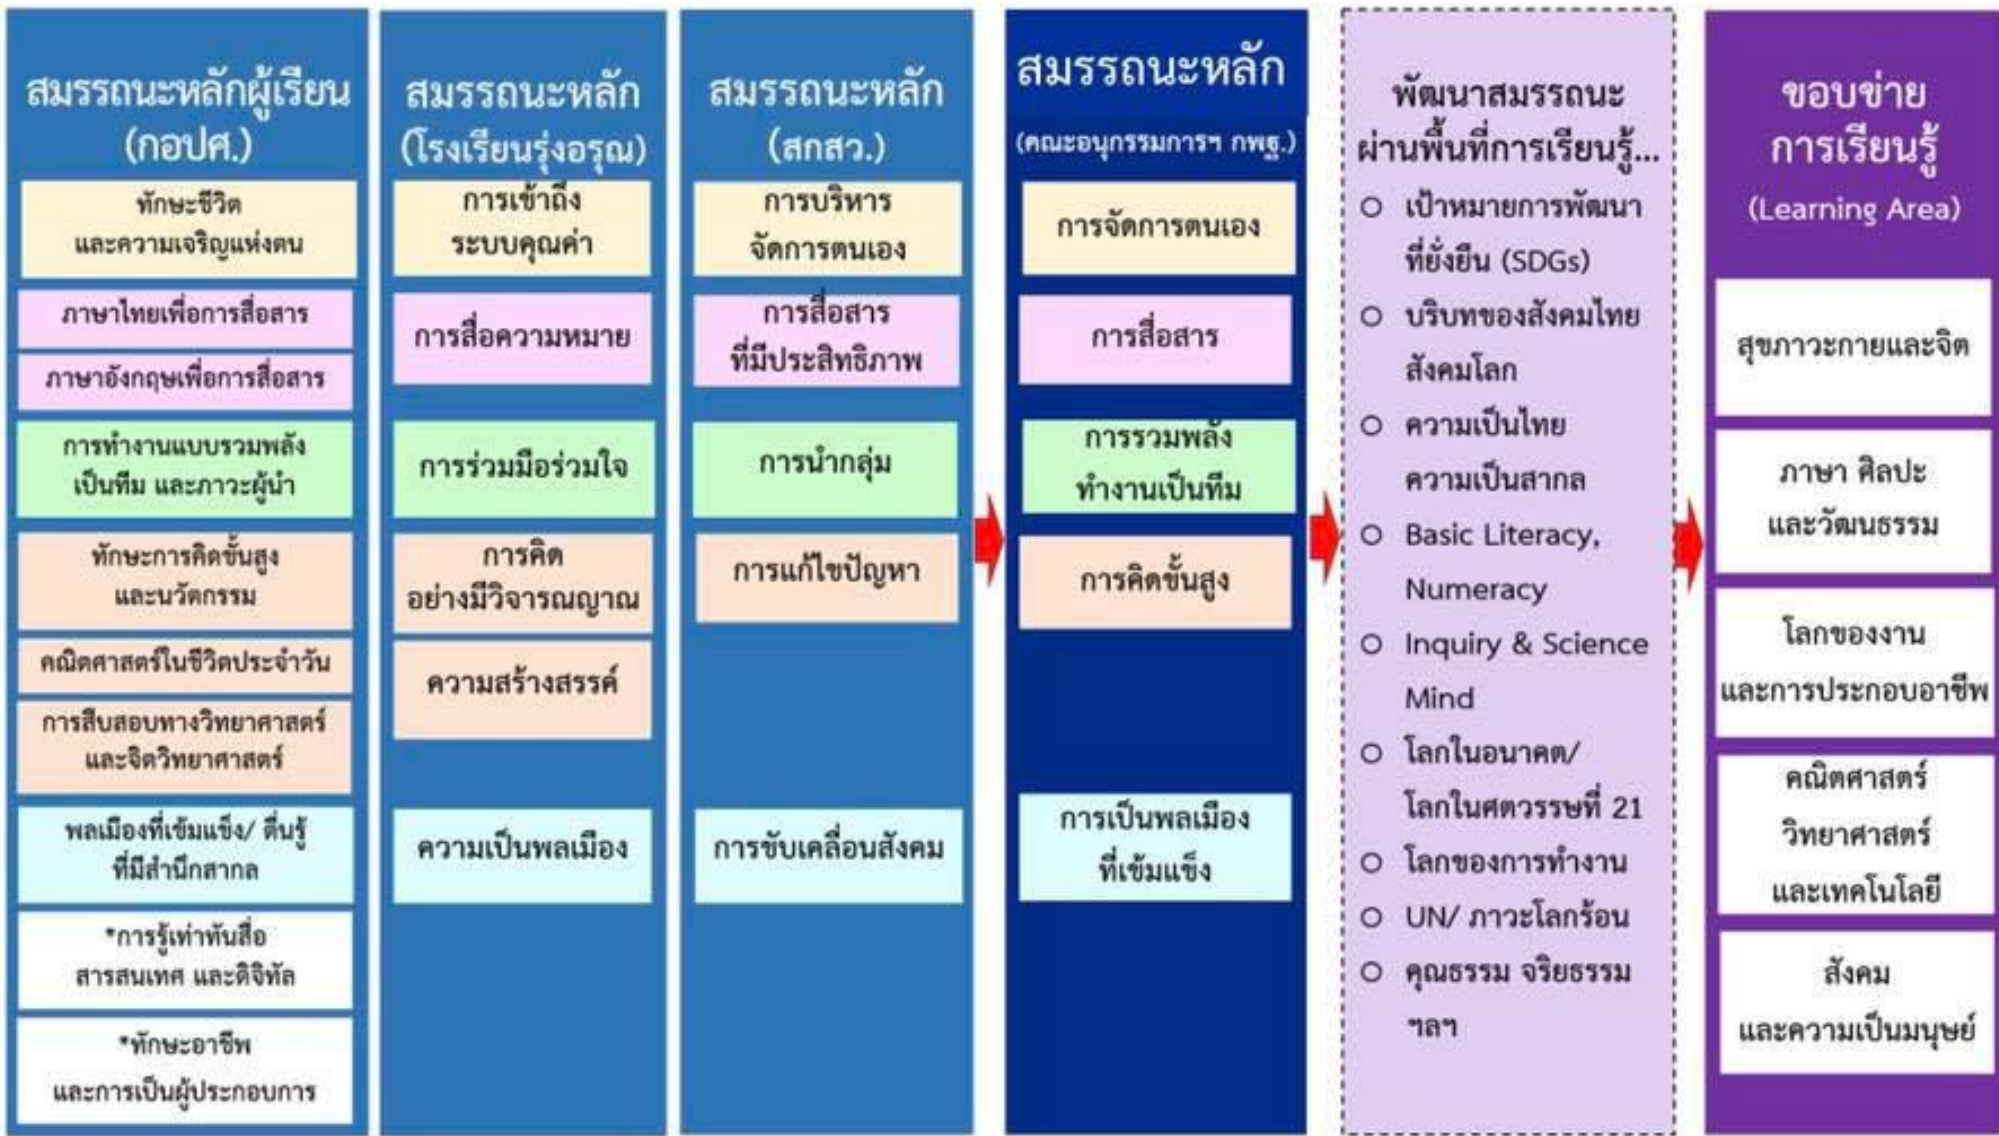 สมรรถนะหลักผู้เรียน
(กอปศ.)
ทักษะชีวิต
และความเจริญแห่งตน
ภาษาไทยเพื่อการสื่อสาร
ภาษาอังกฤษเพื่อการสื่อสาร
การทำงานแบบรวมพลัง
เป็นทีม และภาวะผู้นำ
ทักษะการคิดขั้นสูง
และนวัตกรรม
คณิตศาสตร์ในชีวิตประจำวัน
การสืบสอบทางวิทยาศาสตร์
และจิตวิทยาศาสตร์
พลเมืองที่เข้มแข็ง/ ตื่นรู้
ที่มีสำนึกสากล
*การรู้เท่าทันสื่อ
สารสนเทศ และดิจิทัล
*ทักษะอาชีพ
และการเป็นผู้ประกอบการ
สมรรถนะหลัก
(โรงเรียนรุ่งอรุณ)
การเข้าถึง
ระบบคุณค่า
การสื่อความหมาย
การร่วมมือร่วมใจ
การคิด
อย่างมีวิจารณญาณ
ความสร้างสรรค์
ความเป็นพลเมือง
สมรรถนะหลัก
(สกสว.)
การบริหาร
จัดการตนเอง
การสื่อสาร
ที่มีประสิทธิภาพ
การนำกลุ่ม
การแก้ไขปัญหา
การขับเคลื่อนสังคม
สมรรถนะหลัก
(คณะอนุกรรมการฯ กพฐ.)
การจัดการตนเอง
การสื่อสาร
การรวมพลัง
ทำงานเป็นทีม
การคิดขั้นสูง
การเป็นพลเมือง
ที่เข้มแข็ง
พัฒนาสมรรถนะ
ผ่านพื้นที่การเรียนรู้...
○ เป้าหมายการพัฒนา
ที่ยั่งยืน (SDGs)
○ บริบทของสังคมไทย
สังคมโลก
○ ความเป็นไทย
ความเป็นสากล
○ Basic Literacy,
Numeracy
○ Inquiry & Science
Mind
○ โลกในอนาคต/
โลกในศตวรรษที่ 21
○ โลกของการทำงาน
○ UN/ ภาวะโลกร้อน
○ คุณธรรม จริยธรรม
ฯลฯ
ขอบข่าย
การเรียนรู้
(Learning Area)
สุขภาวะกายและจิต
ภาษา ศิลปะ
และวัฒนธรรม
โลกของงาน
และการประกอบอาชีพ
คณิตศาสตร์
วิทยาศาสตร์
และเทคโนโลยี
สังคม
และความเป็นมนุษย์